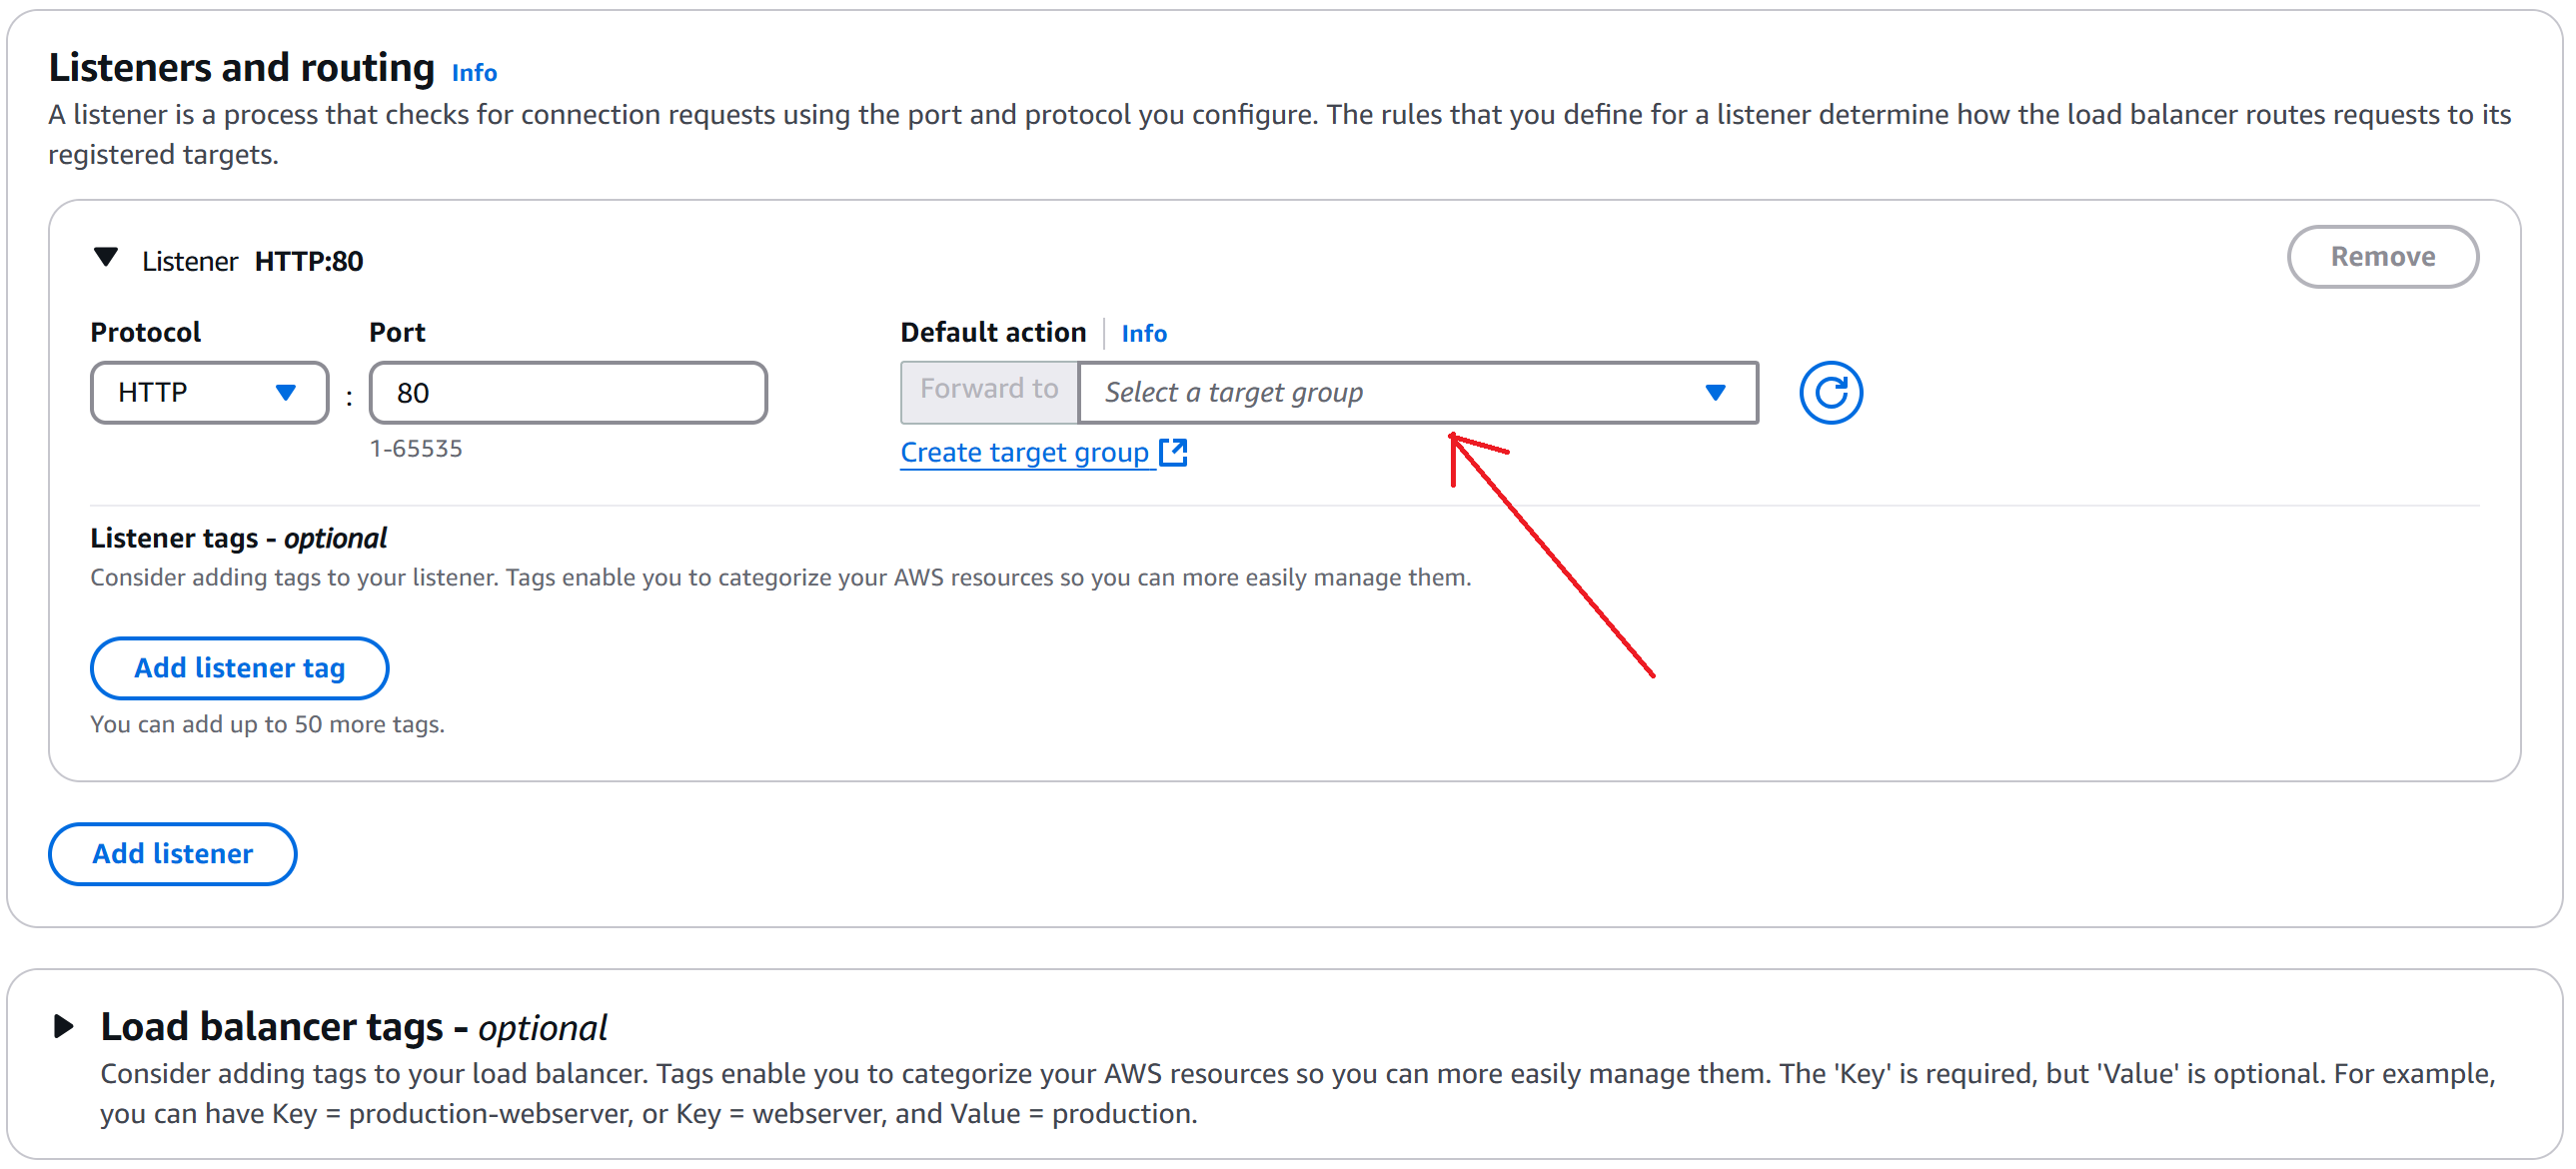 Listeners and routing Info
A listener is a process that checks for connection requests using the port and protocol you configure. The rules that you define for a listener determine how the load balancer routes requests to its
registered targets.
Listener HTTP:80
Remove
Protocol
Port
Default action
Info
HTTP
:
80
Forward to
Select a target group
1-65535
Create target group
Listener tags - optional
Consider adding tags to your listener. Tags enable you to categorize your AWS resources so you can more easily manage them.
Add listener tag
You can add up to 50 more tags.
Add listener
Load balancer tags - optional
Consider adding tags to your load balancer. Tags enable you to categorize your AWS resources so you can more easily manage them. The 'Key' is required, but 'Value' is optional. For example,
you can have Key = production-webserver, or Key = webserver, and Value = production.